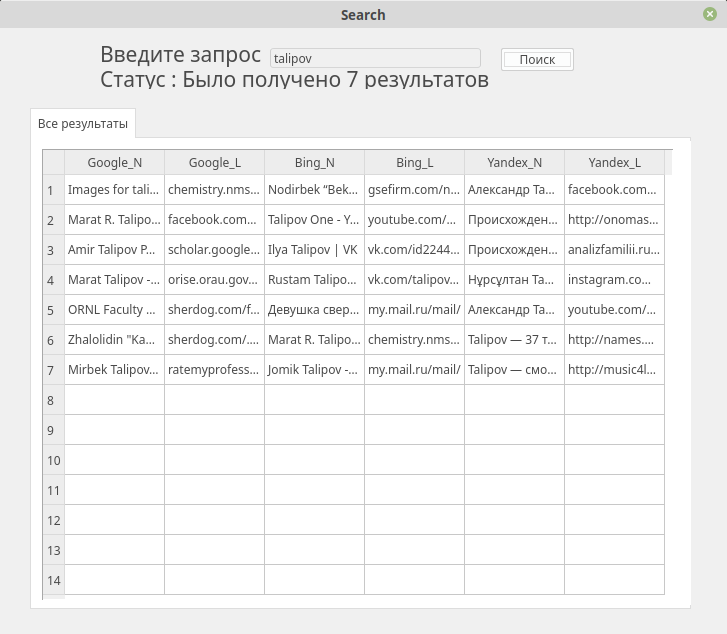 Search
Введите запрос talipov Поиск
Статус : Было получено 7 результатов
Все результаты
Google_N Google_L Bing_N Bing_L Yandex_N Yandex_L
1 Images for tali... chemistry.nms... Nodirbek “Bek... gsefirm.com/n... Александр Та... facebook.com...
2 Marat R. Talipo... facebook.com... Talipov One - Y... youtube.com/... Происхожден... http://onomas...
3 Amir Talipov P... scholar.google... Ilya Talipov | VK vk.com/id2244... Происхожден... analizfamilii.ru...
4 Marat Talipov -... orise.orau.gov... Rustam Talipo... vk.com/talipov... Нұрсұлтан Та... instagram.co...
5 ORNL Faculty ... sherdog.com/f... Девушка свер... my.mail.ru/mail/ Александр Та... youtube.com/...
6 Zhalolidin "Ka... sherdog.com/.... Marat R. Talipo... chemistry.nms... Talipov — 37 т... http://names....
7 Mirbek Talipov... ratemyprofess... Jomik Talipov -... my.mail.ru/mail/ Talipov — смо... http://music4l...
8
9
10
11
12
13
14